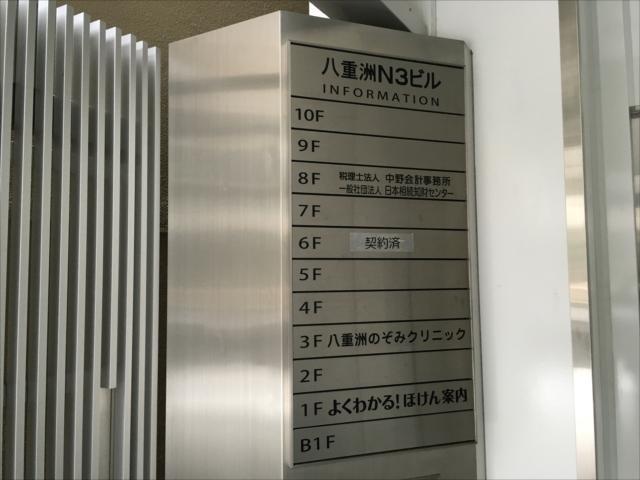 八重洲N3ビル
INFORMATION
10F
9F
8F 税理士法人 中野会計事務所
一般社団法人 日本相続知財センター
7F
6F 契約済
5F
4F
3F 八重洲のぞみクリニック
2F
1F よくわかる!ほけん案内
B1F